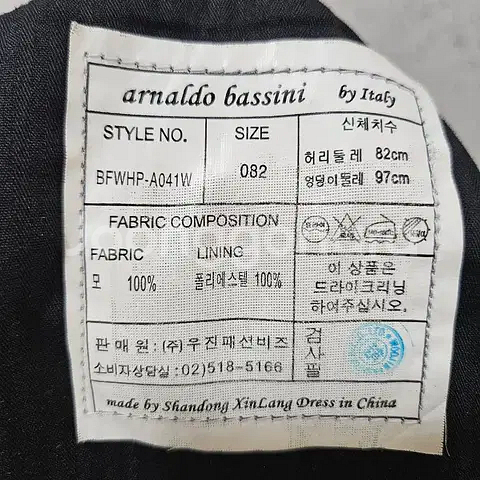 arnaldo bassini by Italy
STYLE NO.
BFWHP-A041W
SIZE
082
신체치수
허리둘레 82cm
엉덩이둘레 97cm
FABRIC COMPOSITION
FABRIC LINING
모 100% 폴리에스텔 100%
이 상품은
드라이크리닝
하여주십시오.
판매원 : (주)우진패션비즈
소비자상담실 : 02)518-5166
검
사
필
made by Shandong XinLang Dress in China